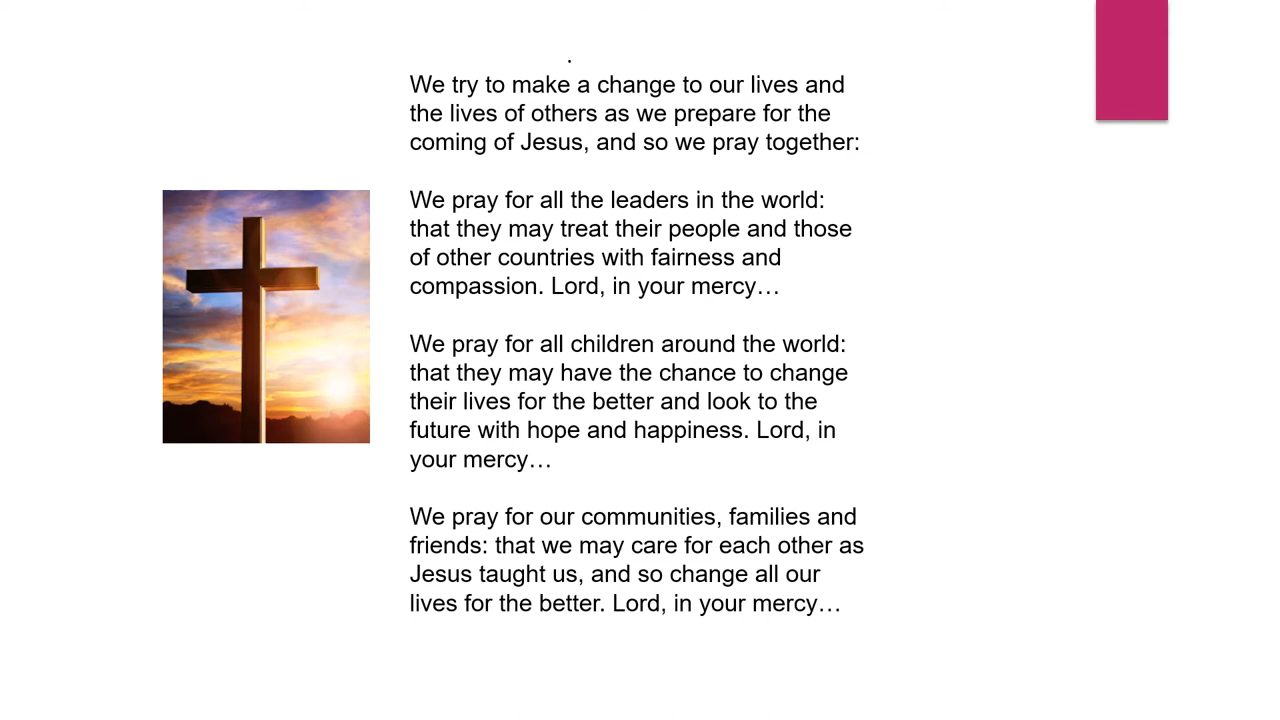 .
We try to make a change to our lives and
the lives of others as we prepare for the
coming of Jesus, and so we pray together:
We pray for all the leaders in the world:
that they may treat their people and those
of other countries with fairness and
compassion. Lord, in your mercy…
We pray for all children around the world:
that they may have the chance to change
their lives for the better and look to the
future with hope and happiness. Lord, in
your mercy…
We pray for our communities, families and
friends: that we may care for each other as
Jesus taught us, and so change all our
lives for the better. Lord, in your mercy…